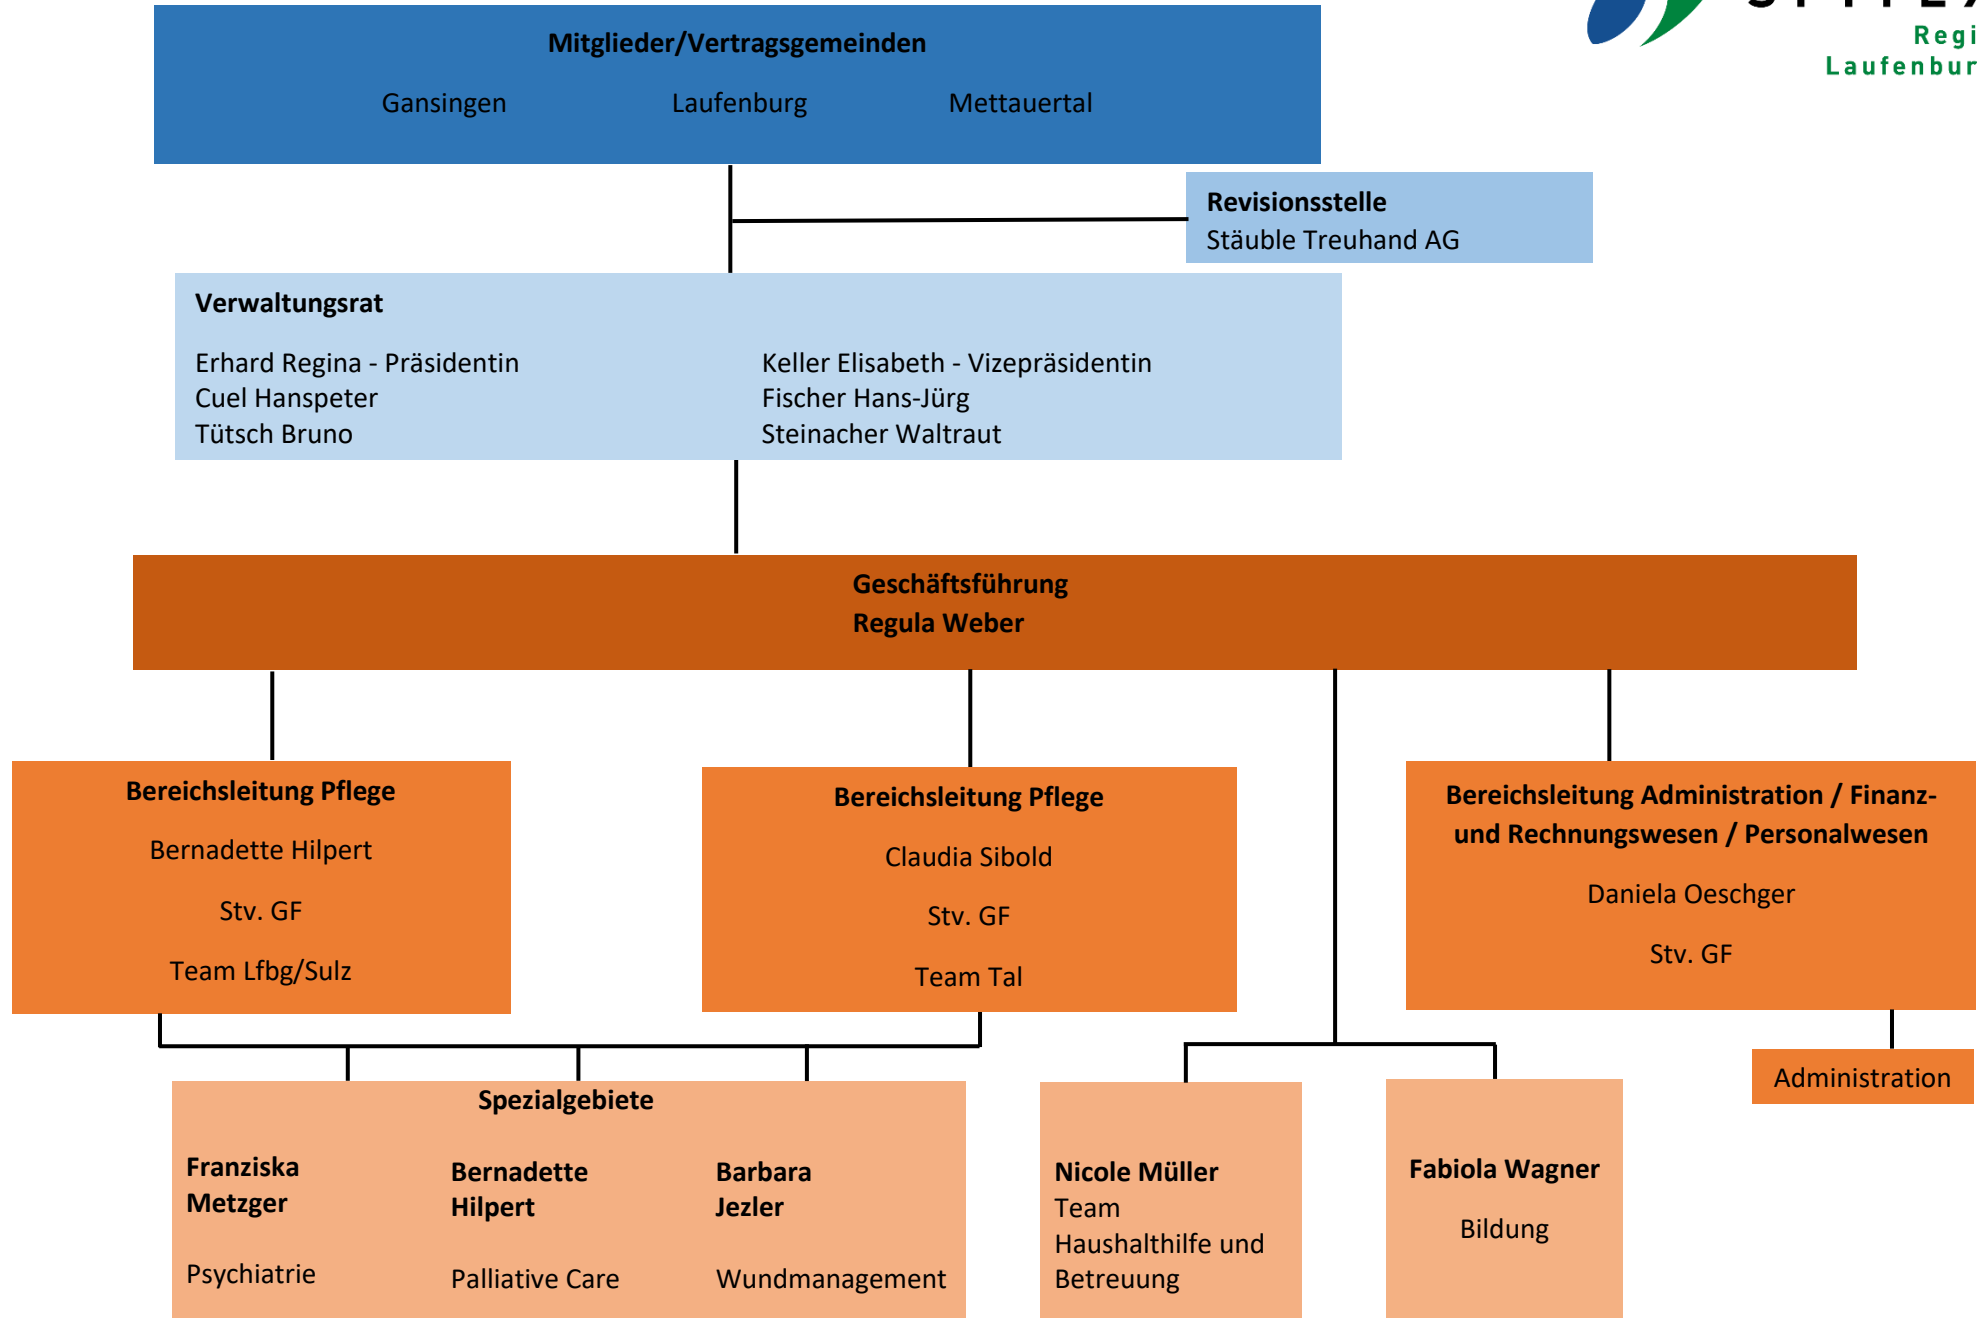 Regi
Laufenbur
Mitglieder/Vertragsgemeinden
Gansingen Laufenburg Mettauertal
Revisionsstelle
Stäuble Treuhand AG
Verwaltungsrat
Erhard Regina - Präsidentin Keller Elisabeth - Vizepräsidentin
Cuel Hanspeter Fischer Hans-Jürg
Tütsch Bruno Steinacher Waltraut
Geschäftsführung
Regula Weber
Bereichsleitung Pflege
Bernadette Hilpert
Stv. GF
Team Lfbg/Sulz
Bereichsleitung Pflege
Claudia Sibold
Stv. GF
Team Tal
Bereichsleitung Administration / Finanz-
und Rechnungswesen / Personalwesen
Daniela Oeschger
Stv. GF
Administration
Spezialgebiete
Franziska
Metzger
Psychiatrie
Bernadette
Hilpert
Palliative Care
Barbara
Jezler
Wundmanagement
Nicole Müller
Team
Haushalthilfe und
Betreuung
Fabiola Wagner
Bildung